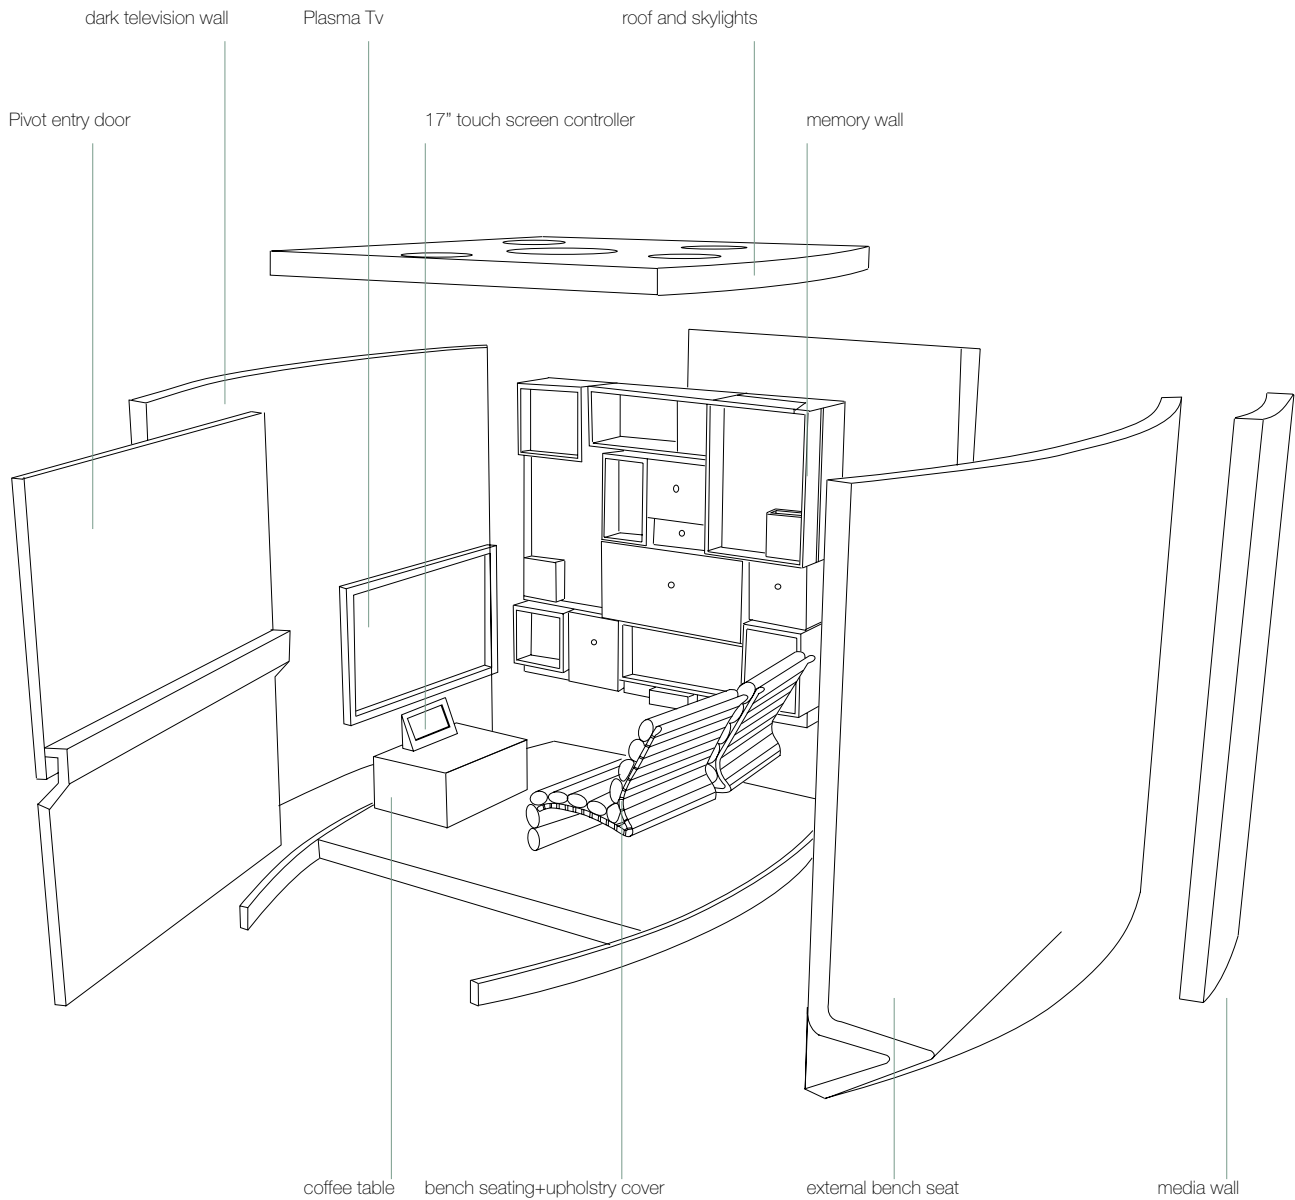 dark television wall
Plasma Tv
roof and skylights
Pivot entry door
17" touch screen controller
memory wall
coffee table
bench seating+upholstry cover
external bench seat
media wall